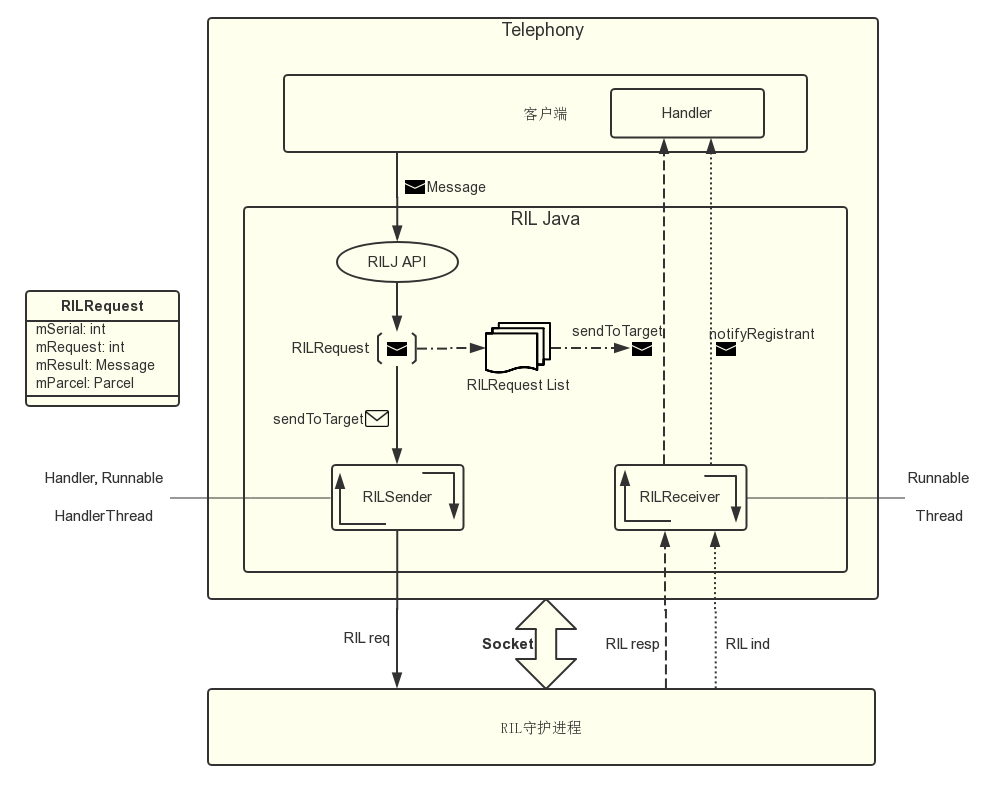 Telephony
客户端
Handler
Message
RIL Java
RILJ API
RILRequest
mSerial: int
mRequest: int
mResult: Message
mParcel: Parcel
RILRequest
sendToTarget
notifyRegistrant
RILRequest List
sendToTarget
Handler, Runnable
HandlerThread
RILSender
RILReceiver
Runnable
Thread
RIL req
Socket
RIL resp
RIL ind
RIL守护进程